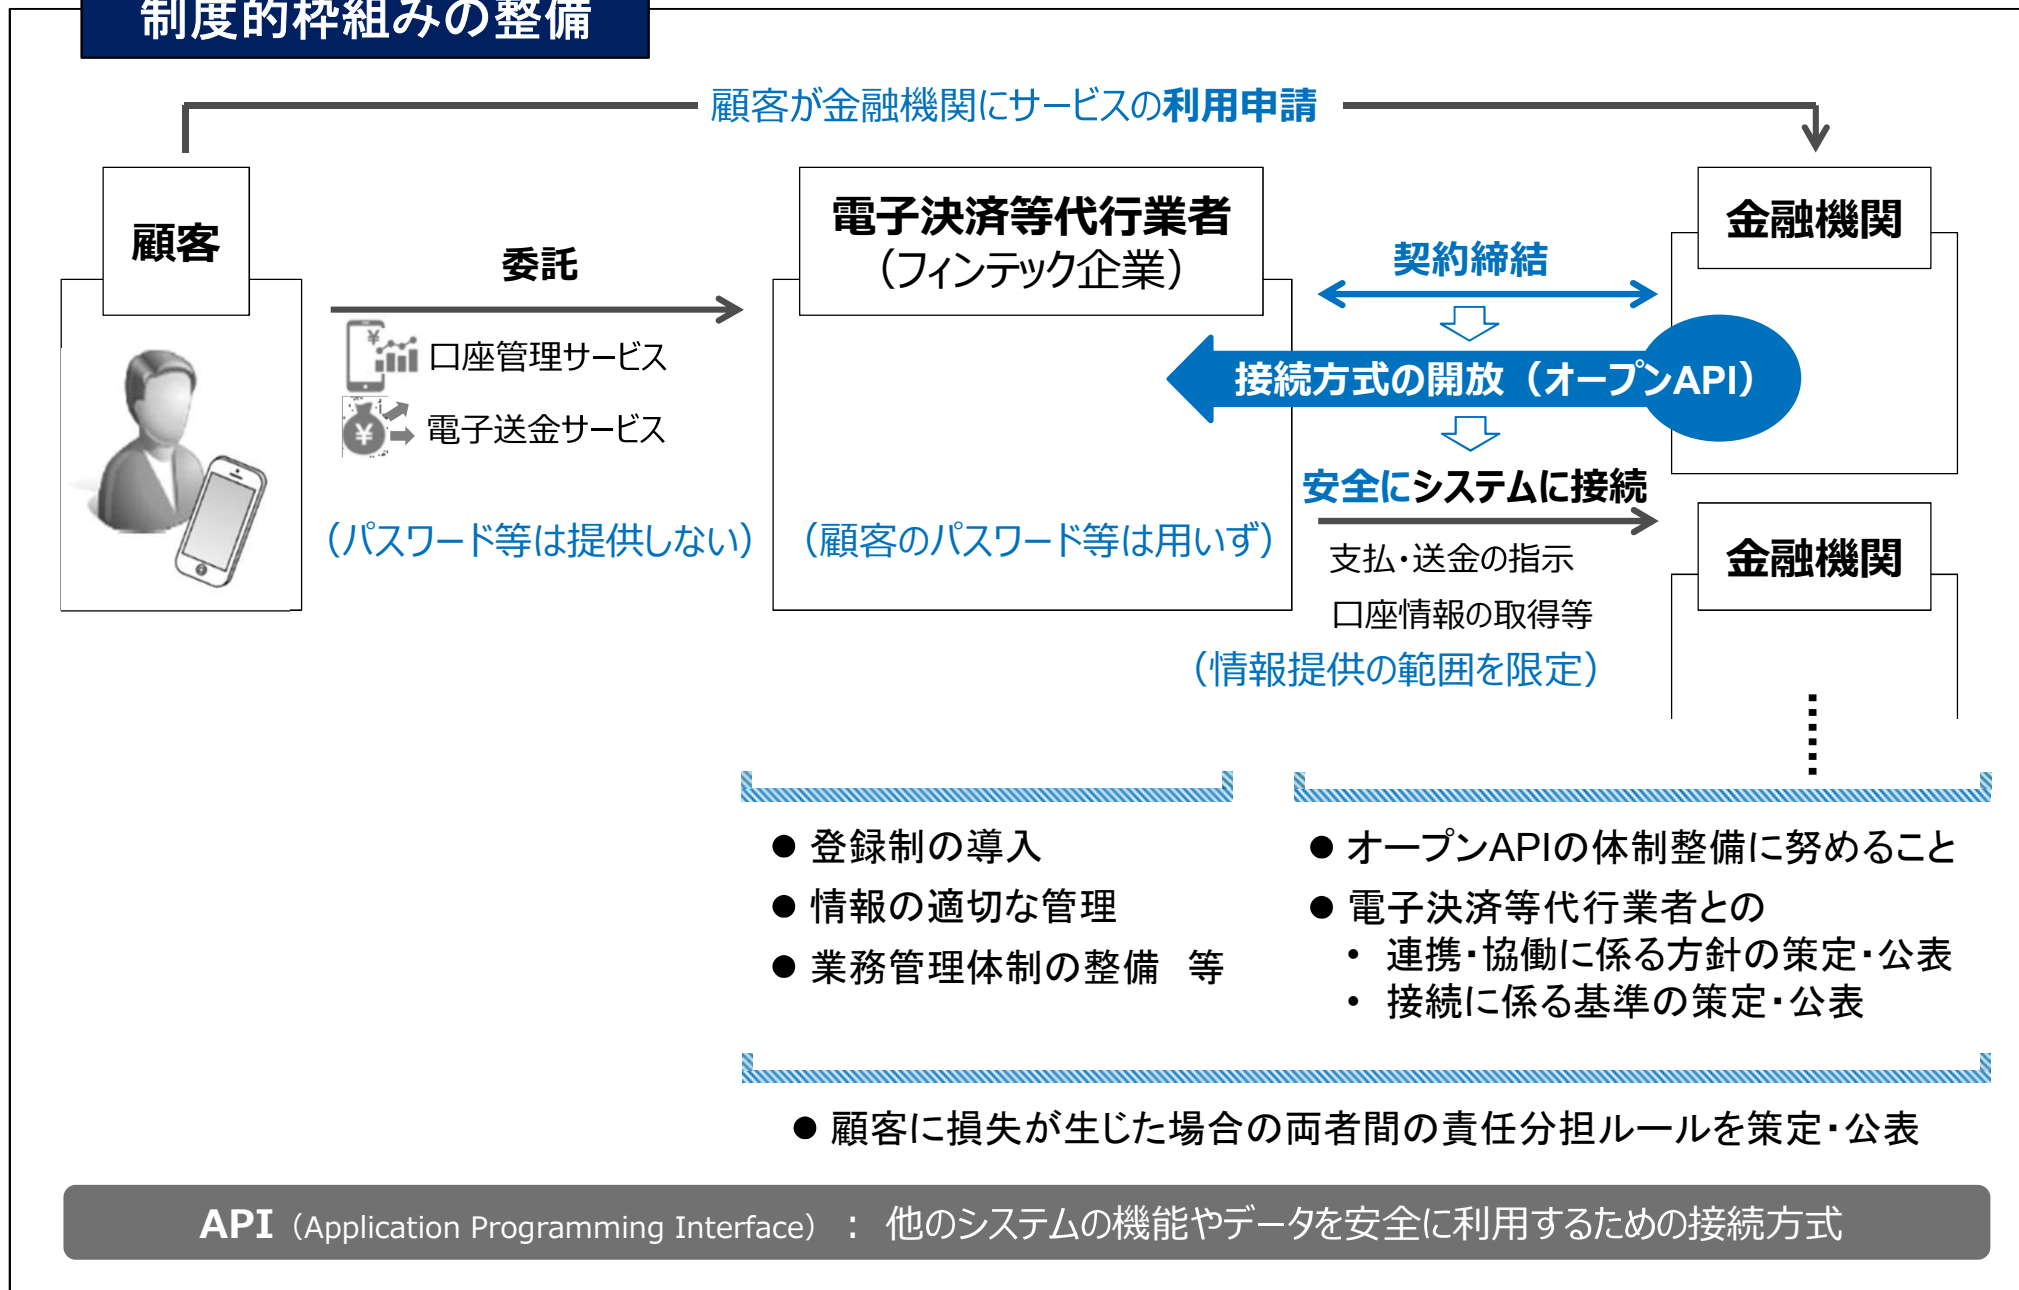 制度的枠組みの整備
顧客が金融機関にサービスの利用申請
顧客
委託
口座管理サービス
電子送金サービス
（パスワード等は提供しない）
電子決済等代行業者
（フィンテック企業）
（顧客のパスワード等は用いず）
契約締結
接続方式の開放（オープンAPI）
安全にシステムに接続
支払・送金の指示
口座情報の取得等
（情報提供の範囲を限定）
金融機関
金融機関
● 登録制の導入
● 情報の適切な管理
● 業務管理体制の整備　等
● オープンAPIの体制整備に努めること
● 電子決済等代行業者との
• 連携・協働に係る方針の策定・公表
• 接続に係る基準の策定・公表
● 顧客に損失が生じた場合の両者間の責任分担ルールを策定・公表
API（Application Programming Interface）：他のシステムの機能やデータを安全に利用するための接続方式